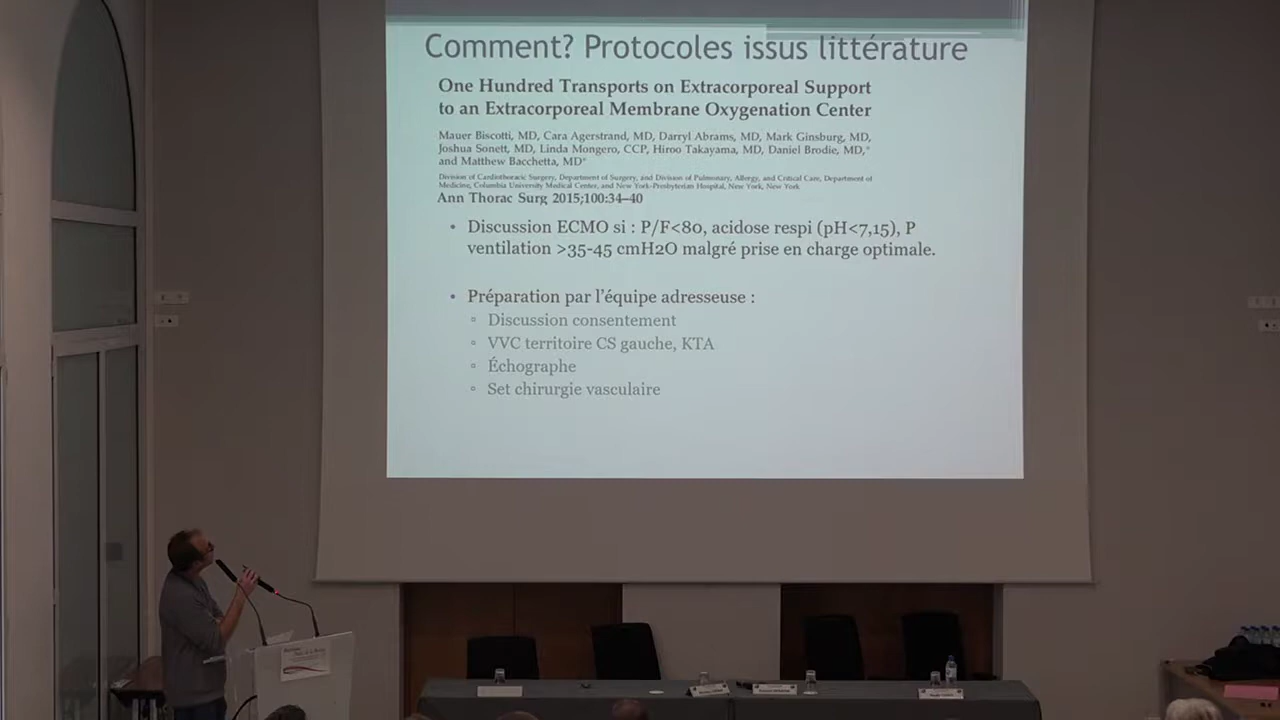 Comment? Protocoles issus littérature
One Hundred Transports on Extracorporeal Support
to an Extracorporeal Membrane Oxygenation Center
Mauer Biscotti, MD, Cara Agerstrand, MD, Darryl Abrams, MD, Mark Ginsburg, MD,
Joshua Sonett, MD, Linda Mongero, CCP, Hiroo Takayama, MD, Daniel Brodie, MD,*
and Matthew Bacchetta, MD*
Division of Cardiothoracic Surgery, Department of Surgery, and Division of Pulmonary, Allergy, and Critical Care, Department of
Medicine, Columbia University Medical Center, and New York-Presbyterian Hospital, New York, New York
Ann Thorac Surg 2015;100:34–40
• Discussion ECMO si : P/F<80, acidose respi (pH<7,15), P
ventilation >35-45 cmH2O malgré prise en charge optimale.
• Préparation par l'équipe adresseuse :
▫ Discussion consentement
▫ VVC territoire CS gauche, KTA
▫ Échographe
▫ Set chirurgie vasculaire